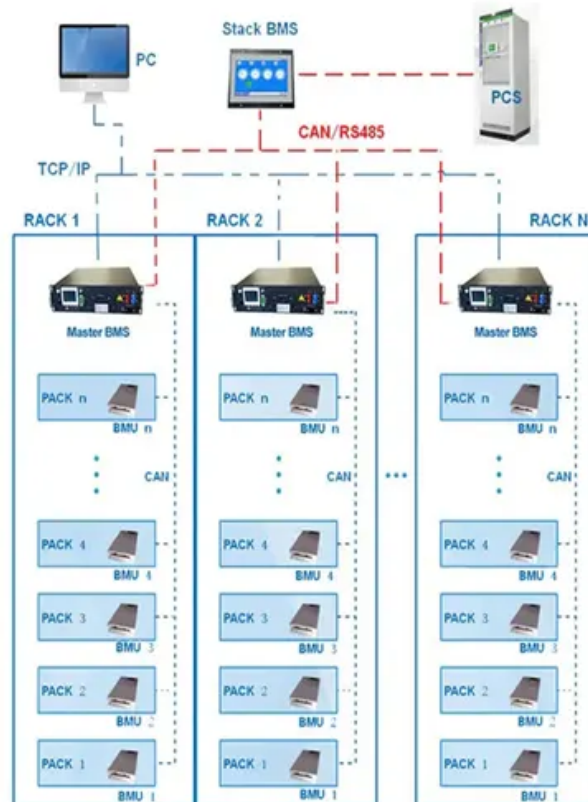 PC
Stack BMS
PCS
CAN/RS485
TCP/IP
RACK 1
RACK 2
RACK N
Master BMS
Master BMS
Master BMS
PACK n
BMU n
PACK n
BMU n
PACK n
BMU n
CAN
CAN
CAN
PACK 4
BMU 4
PACK 4
BMU 4
PACK 4
BMU 4
PACK 3
BMU 3
PACK 3
BMU 3
PACK 3
BMU 3
PACK 2
BMU 2
PACK 2
BMU 2
PACK 2
BMU 2
PACK 1
BMU 1
PACK 1
BMU 1
PACK 1
BMU 1